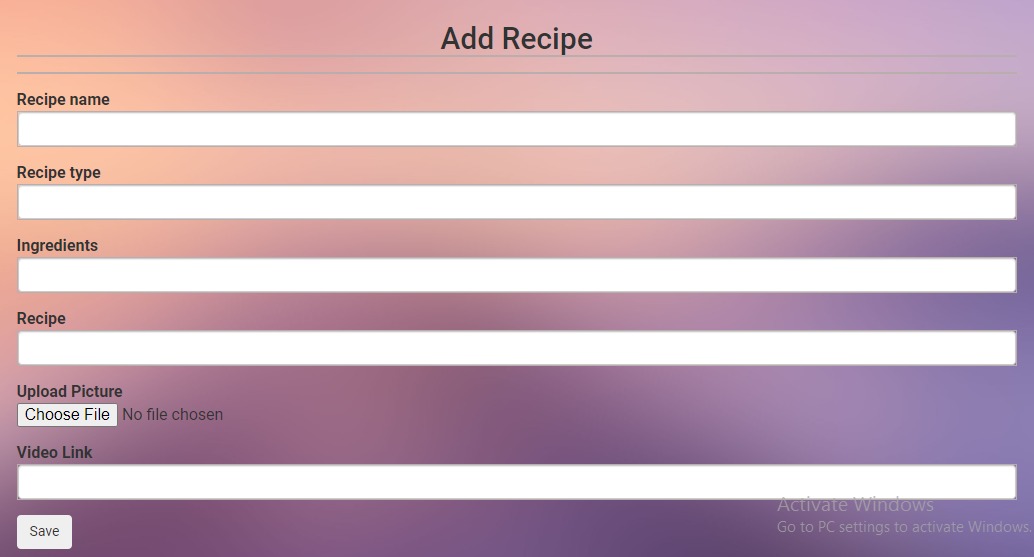 Add Recipe
Recipe name
Recipe type
Ingredients
Recipe
Upload Picture
Choose File No file chosen
Video Link
Activate Windows
Go to PC settings to activate Windows.
Save